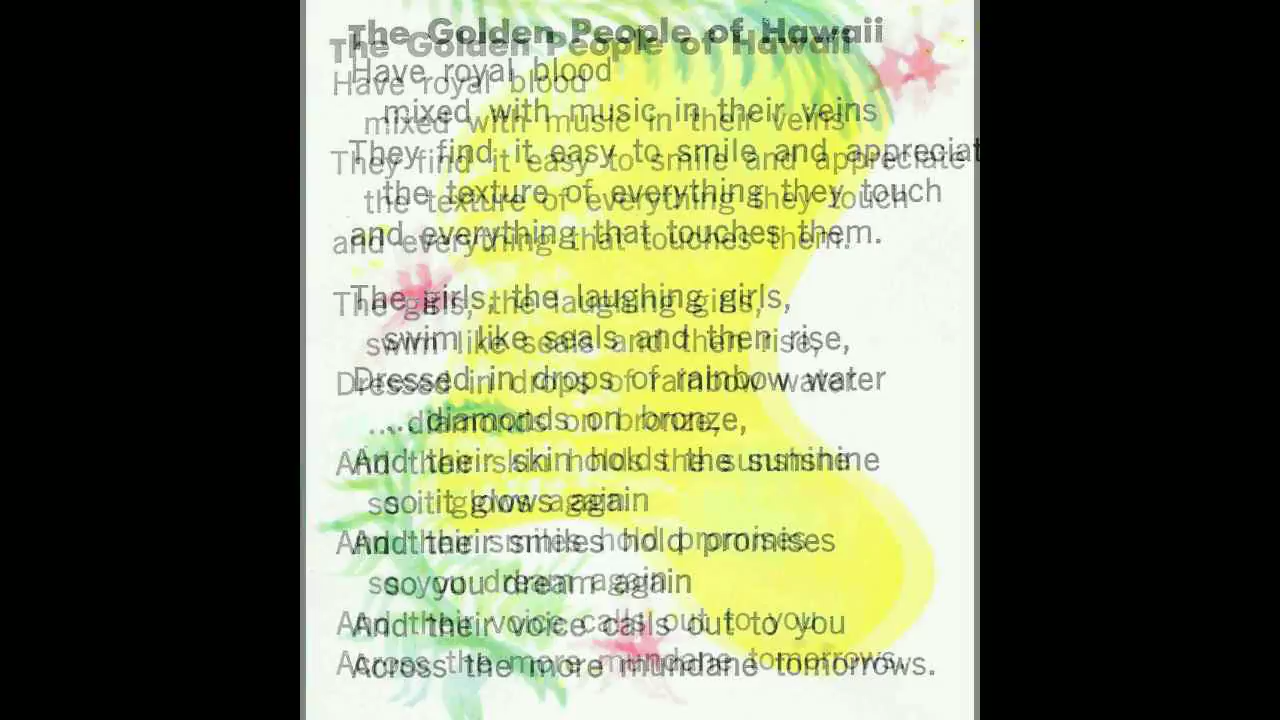 The Golden People of Hawaii
Have royal blood
mixed with music in their veins
They find it easy to smile and appreciate
the texture of everything they touch
and everything that touches them.
The girls, the laughing girls,
swim like seals and then rise,
Dressed in drops of rainbow water
....diamonds on bronze,
And their skin holds the sunshine
so it glows again
And their smiles hold promises
so you dream again
And their voice calls out to you
Across the more mundane tomorrows.